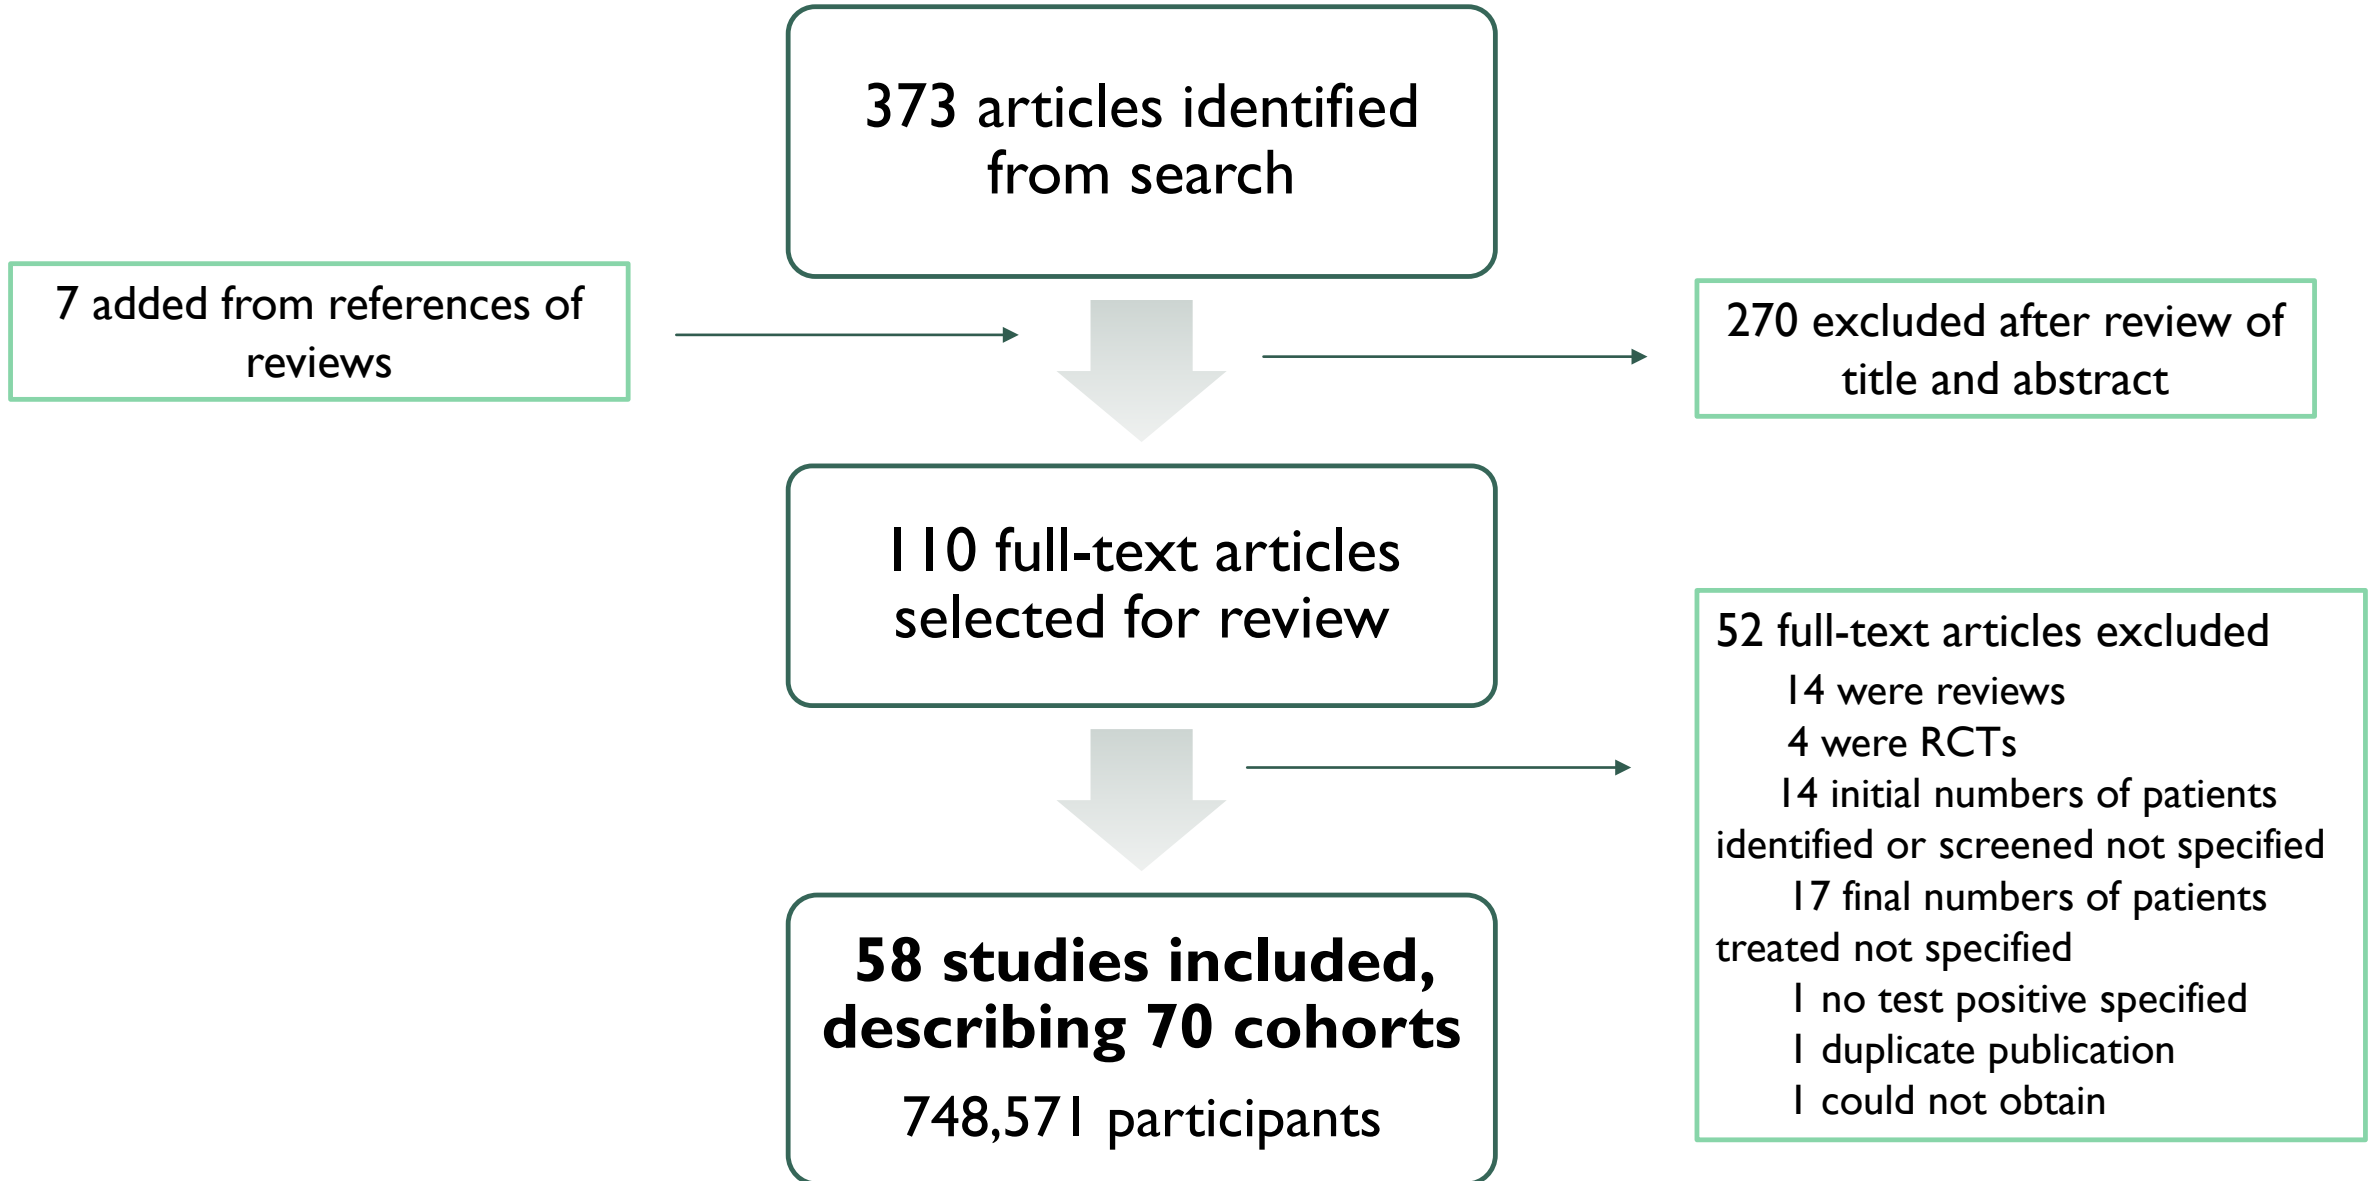 373 articles identified
from search
7 added from references of
reviews
270 excluded after review of
title and abstract
110 full-text articles
selected for review
52 full-text articles excluded
14 were reviews
4 were RCTs
14 initial numbers of patients
identified or screened not specified
17 final numbers of patients
treated not specified
1 no test positive specified
1 duplicate publication
1 could not obtain
58 studies included,
describing 70 cohorts
748,571 participants